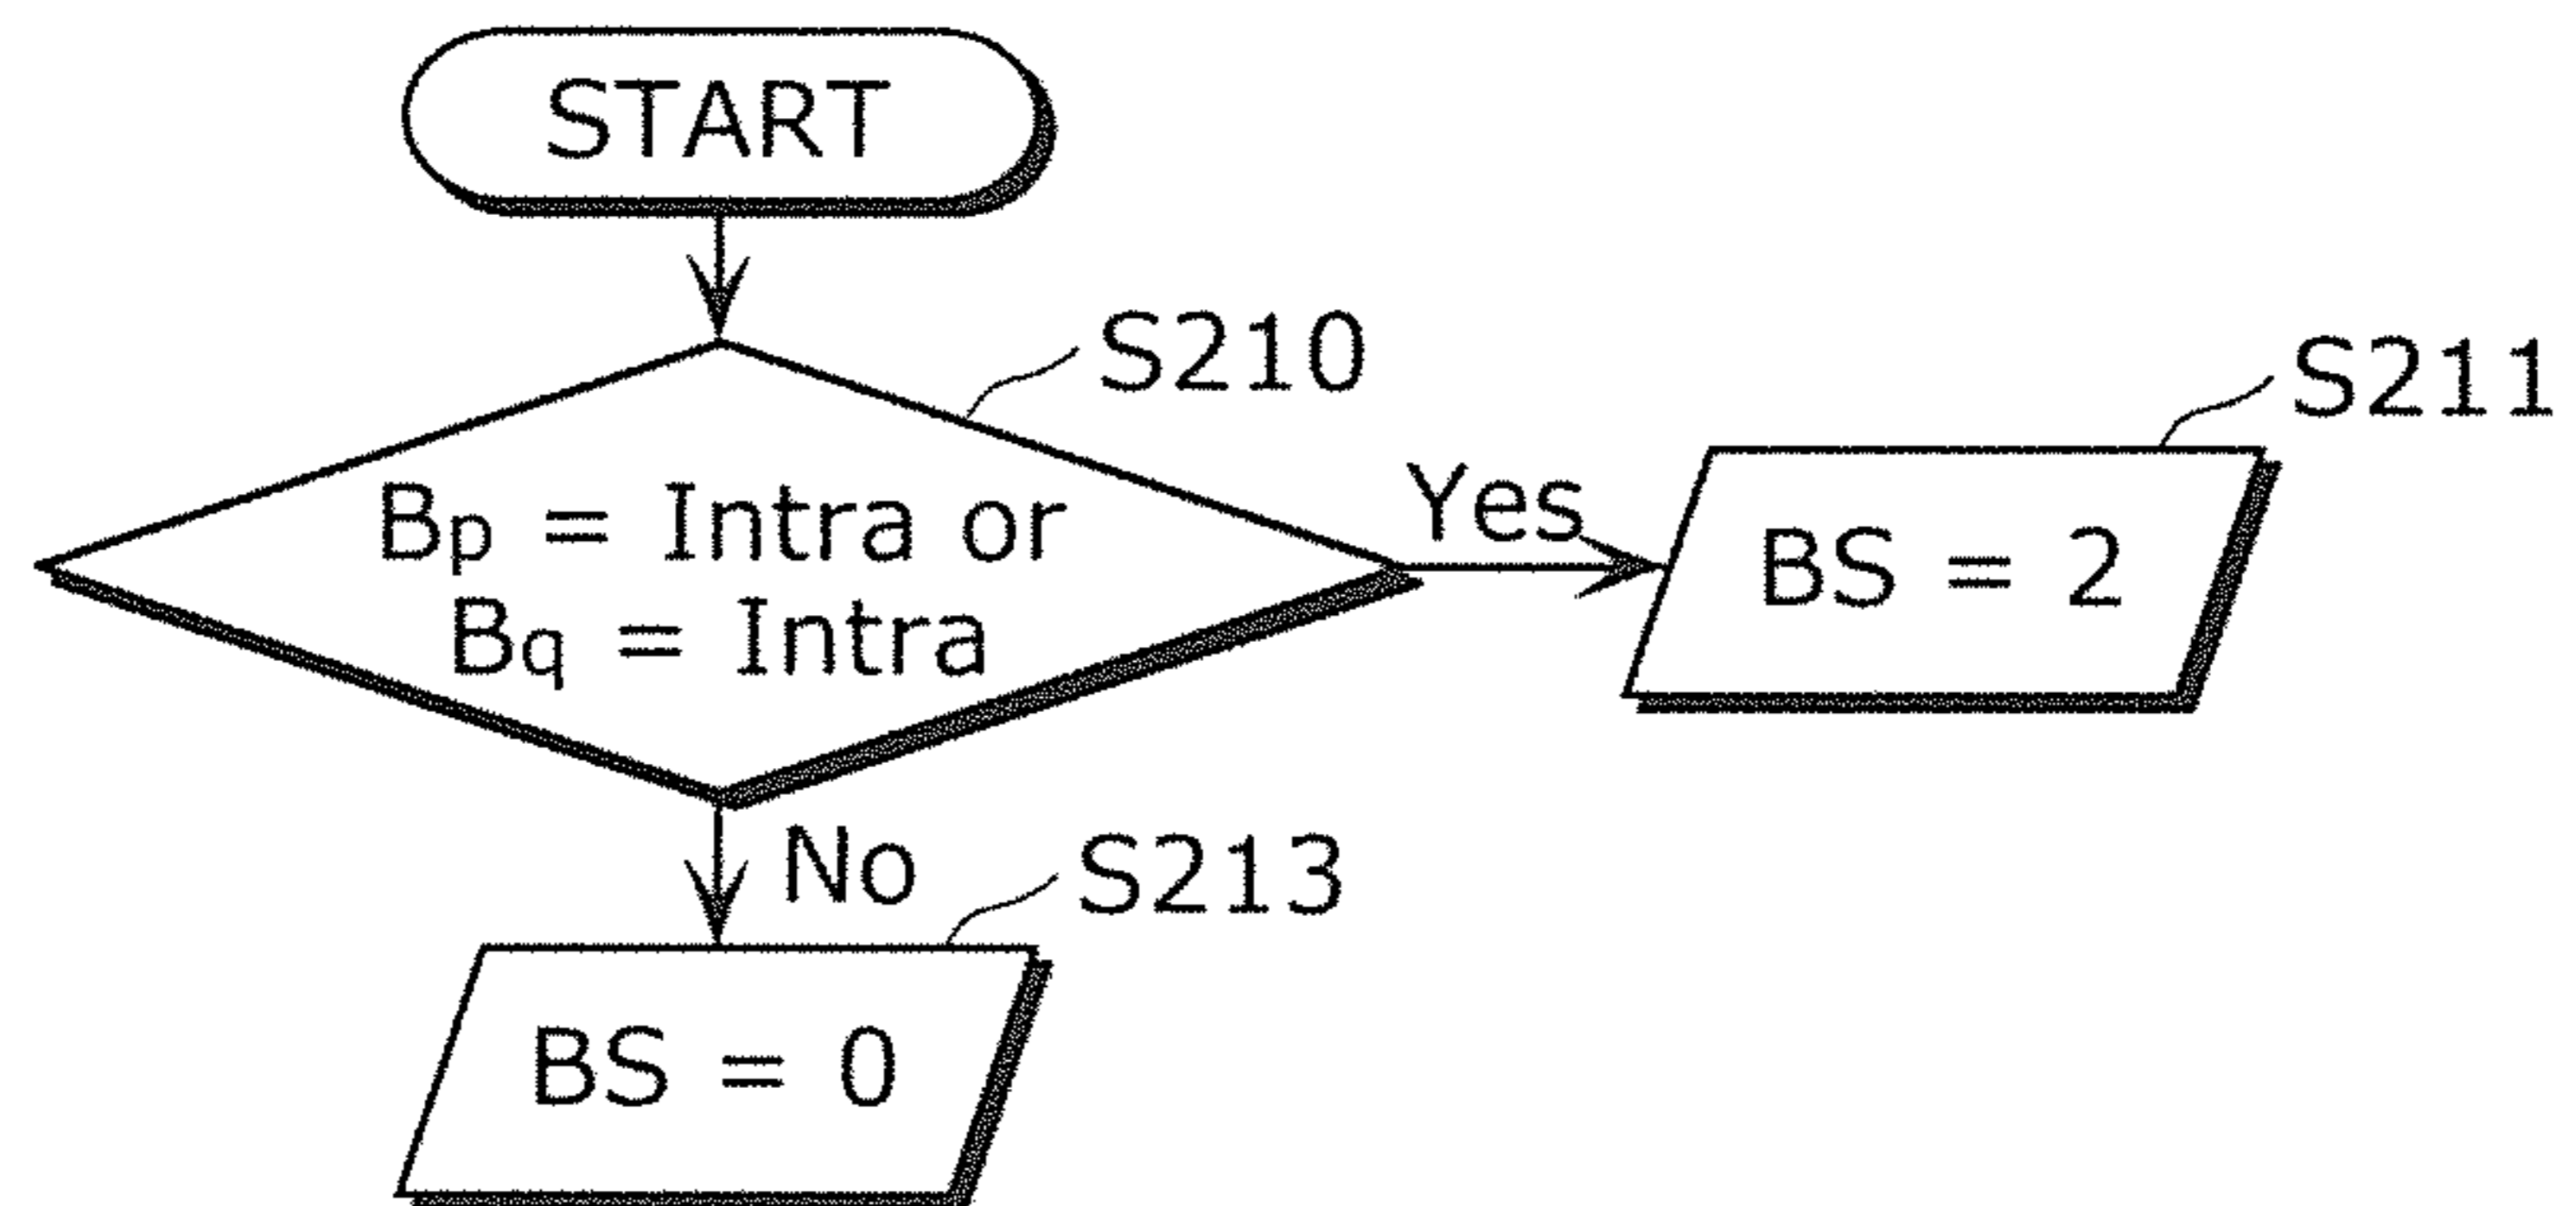 START
S210
S211
Bp = Intra or
Bq = Intra
Yes
BS = 2
No
S213
BS = 0